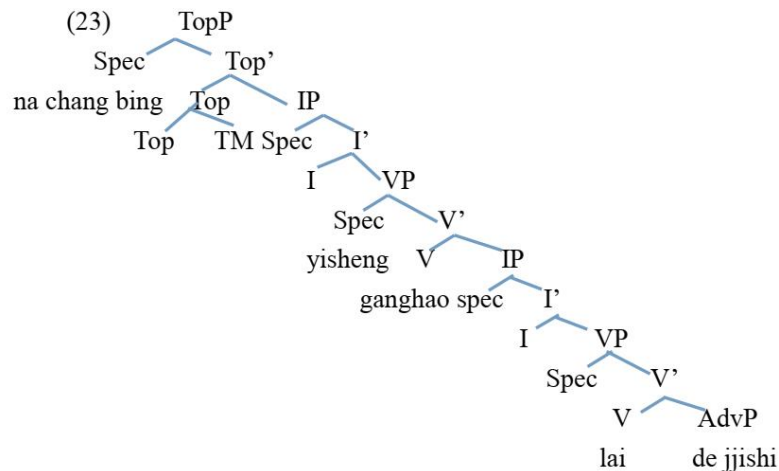 (23) TopP
Spec Top’
na chang bing Top IP
Top TM Spec I’
I VP
Spec V’
yisheng V IP
ganghao spec I’
I VP
Spec V’
V AdvP
lai de jjishi